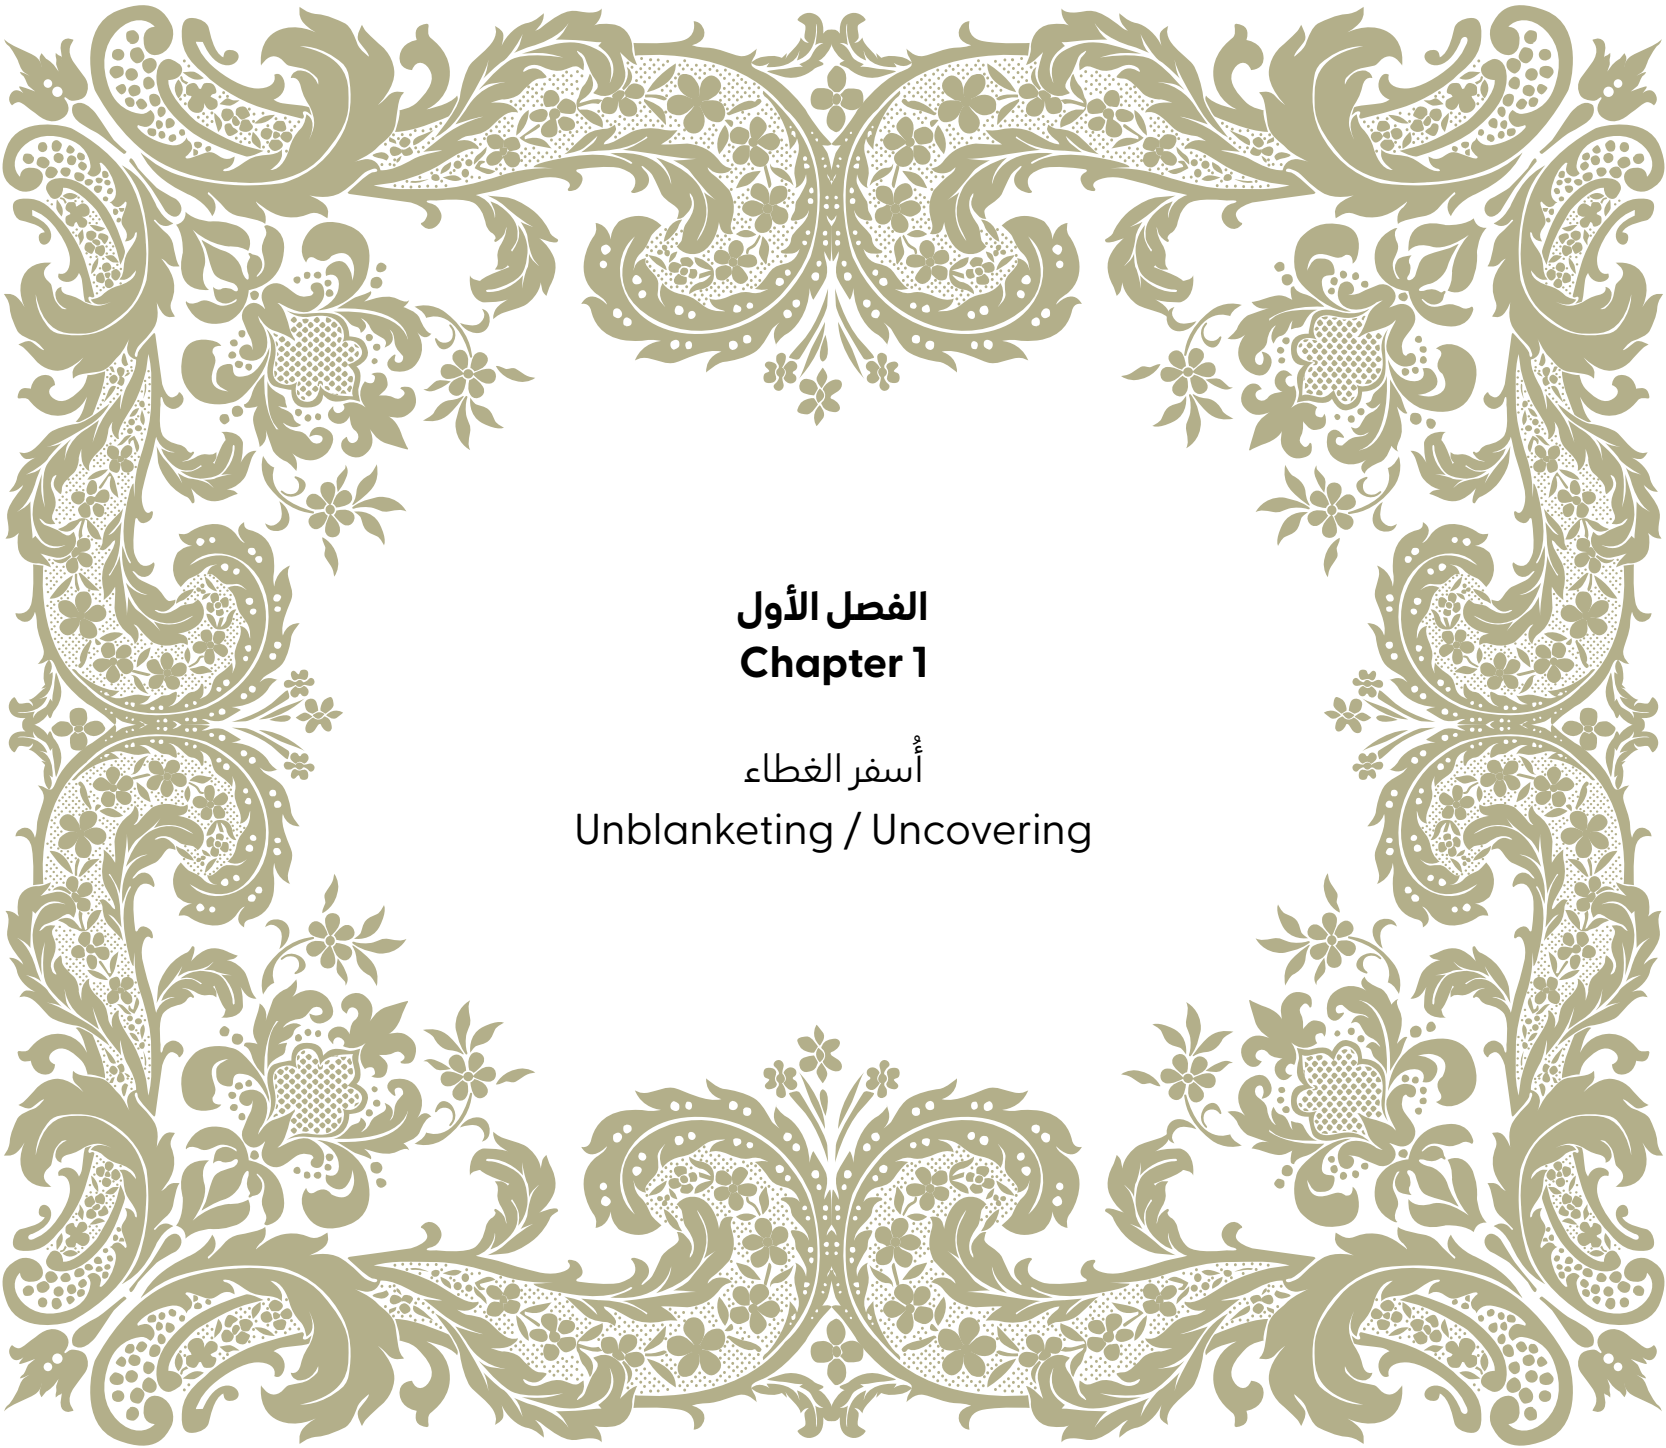 الفصل الأول
Chapter 1
أُسفر الغطاء
Unblanketing / Uncovering